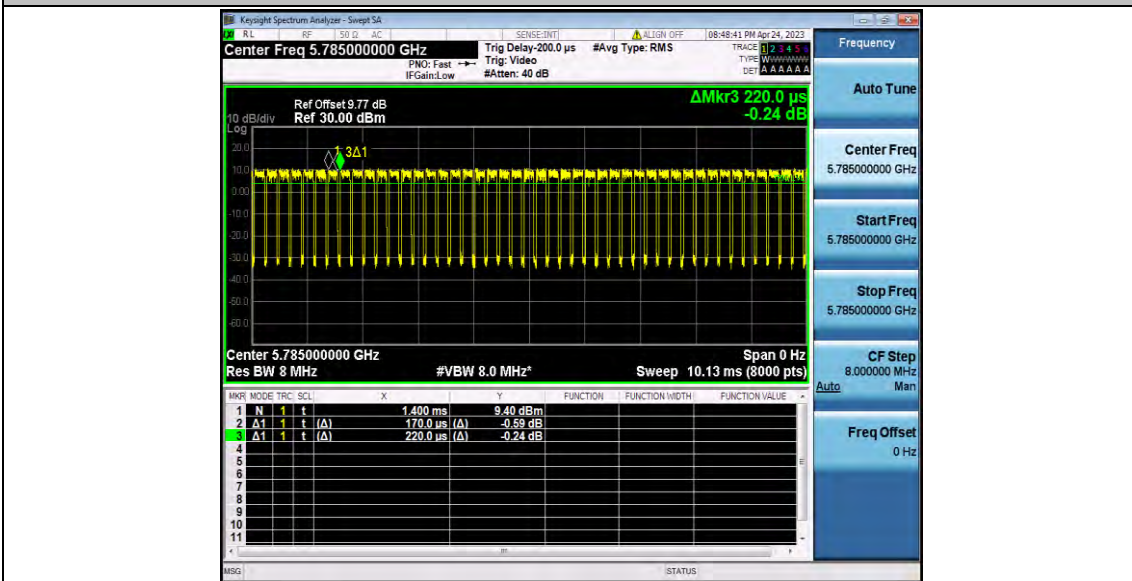 Keysight Spectrum Analyzer - Swept SA
RL RF 50 Ω AC SENSE:INT ALIGN OFF 08:48:41 PM Apr 24, 2023
Center Freq 5.785000000 GHz Trig Delay-200.0 µs #Avg Type: RMS TRACE 1 2 3 4 5 6
PNO: Fast Trig: Video TYPE WWWWWW
IFGain:Low #Atten: 40 dB DET A A A A A A
ΔMkr3 220.0 µs
-0.24 dB
Ref Offset 9.77 dB
10 dB/div Ref 30.00 dBm
Log
20.0
1 3Δ1
10.0
0.00
-10.0
-20.0
-30.0
-40.0
-50.0
-60.0
Center 5.785000000 GHz Span 0 Hz
Res BW 8 MHz #VBW 8.0 MHz* Sweep 10.13 ms (8000 pts)
MKR MODE TRC SCL X Y FUNCTION FUNCTION WIDTH FUNCTION VALUE
1 N 1 t 1.400 ms 9.40 dBm
2 Δ1 1 t (Δ) 170.0 µs (Δ) -0.59 dB
3 Δ1 1 t (Δ) 220.0 µs (Δ) -0.24 dB
4
5
6
7
8
9
10
11
MSG STATUS
Frequency
Auto Tune
Center Freq
5.785000000 GHz
Start Freq
5.785000000 GHz
Stop Freq
5.785000000 GHz
CF Step
8.000000 MHz
Auto Man
Freq Offset
0 Hz